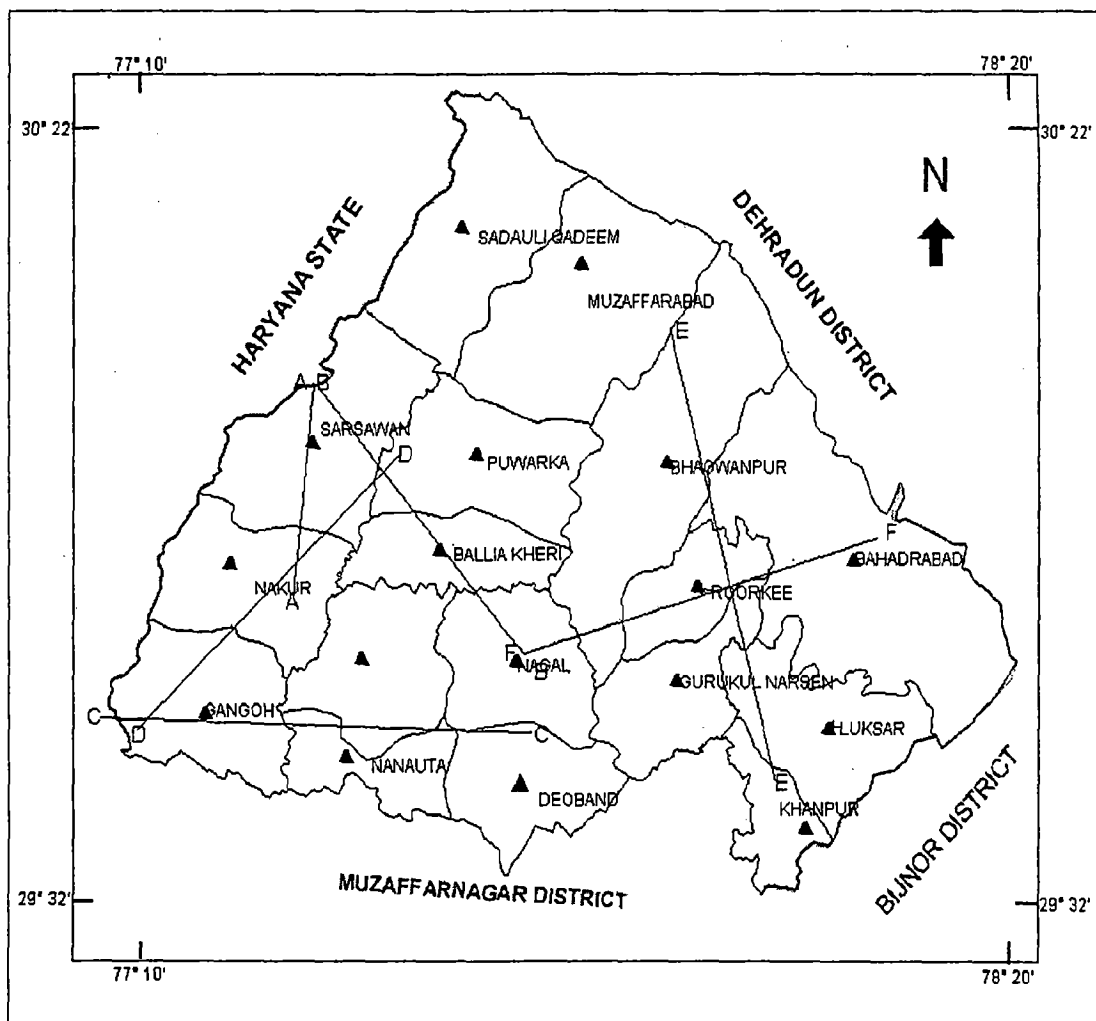 77° 10'
78° 20'
30° 22'
30° 22'
N
HARYANA STATE
DEHRADUN DISTRICT
SADAULI QADEEM
MUZAFFARABAD
E
A B
SARSAWAN
D
PUWARKA
BHAGWANPUR
F
BALLIA KHERI
BAHADRABAD
NAKUR
A
ROORKEE
F
NAGAL
B
GURUKUL NARSEN
C
GANGOH
D
C
LUKSAR
NANAUTA
E
DEOBAND
KHANPUR
MUZAFFARNAGAR DISTRICT
BIJNOR DISTRICT
29° 32'
29° 32'
77° 10'
78° 20'